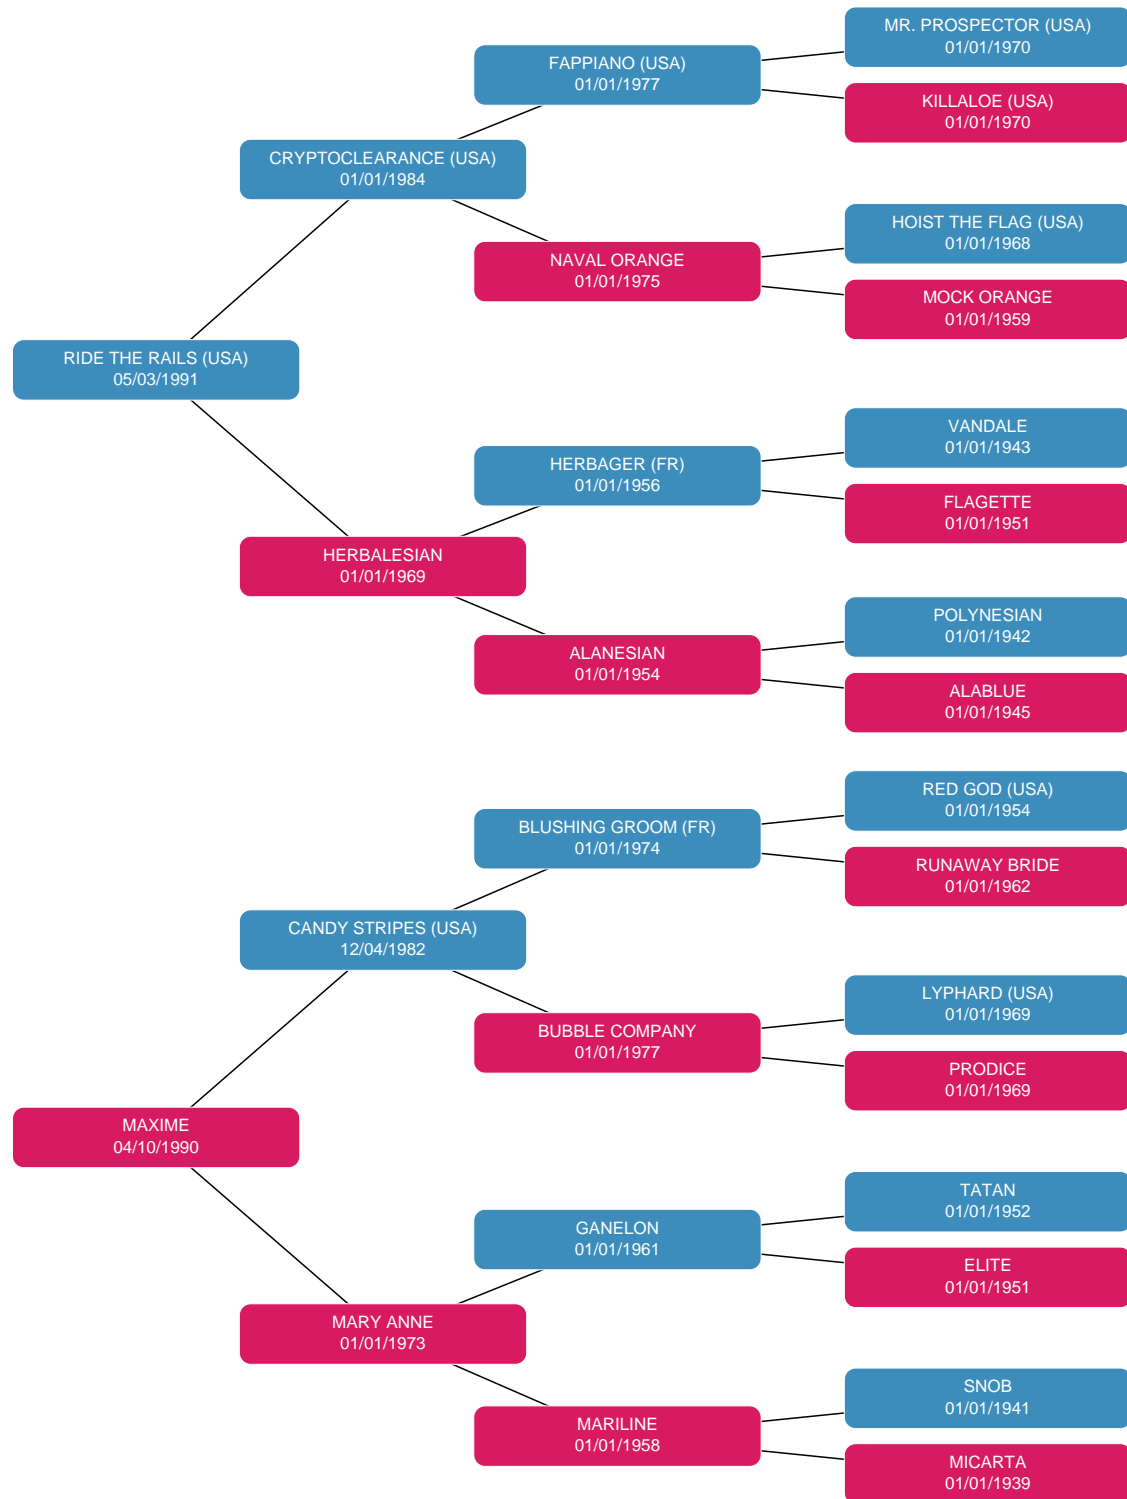 MR. PROSPECTOR (USA)
01/01/1970
FAPPIANO (USA)
01/01/1977
KILLALOE (USA)
01/01/1970
CRYPTOCLEARANCE (USA)
01/01/1984
HOIST THE FLAG (USA)
01/01/1968
NAVAL ORANGE
01/01/1975
MOCK ORANGE
01/01/1959
RIDE THE RAILS (USA)
05/03/1991
VANDALE
01/01/1943
HERBAGER (FR)
01/01/1956
FLAGETTE
01/01/1951
HERBALESIAN
01/01/1969
POLYNESIAN
01/01/1942
ALANESIAN
01/01/1954
ALABLUE
01/01/1945
RED GOD (USA)
01/01/1954
BLUSHING GROOM (FR)
01/01/1974
RUNAWAY BRIDE
01/01/1962
CANDY STRIPES (USA)
12/04/1982
LYPHARD (USA)
01/01/1969
BUBBLE COMPANY
01/01/1977
PRODICE
01/01/1969
MAXIME
04/10/1990
TATAN
01/01/1952
GANELON
01/01/1961
ELITE
01/01/1951
MARY ANNE
01/01/1973
SNOB
01/01/1941
MARILINE
01/01/1958
MICARTA
01/01/1939